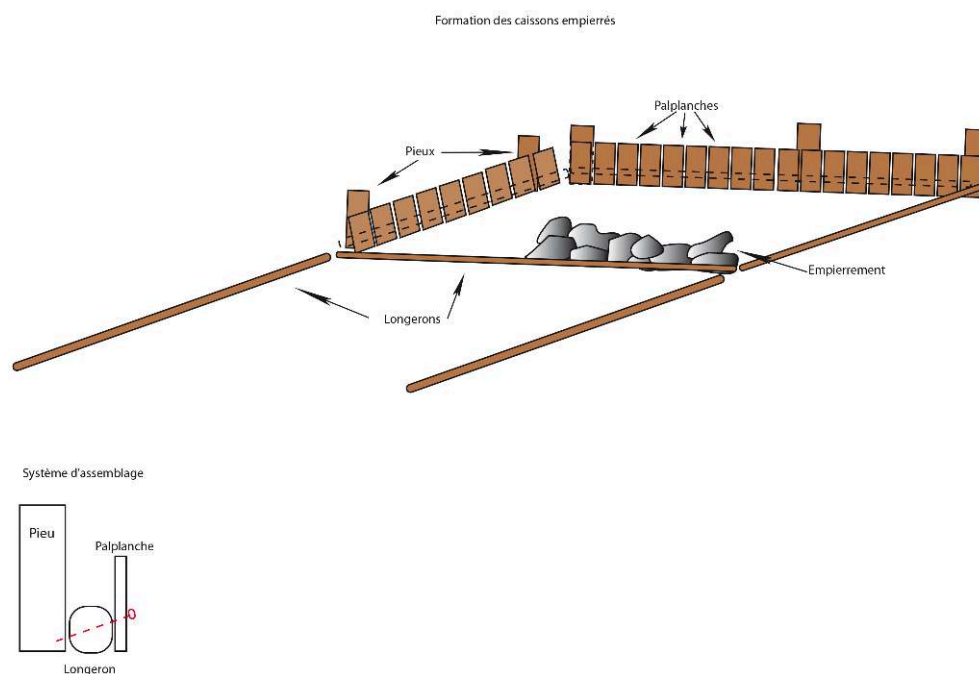 Formation des caissons empierrés
Palplanches
Pieux
Empierrement
Longerons
Système d'assemblage
Pieu
Palplanche
Longeron